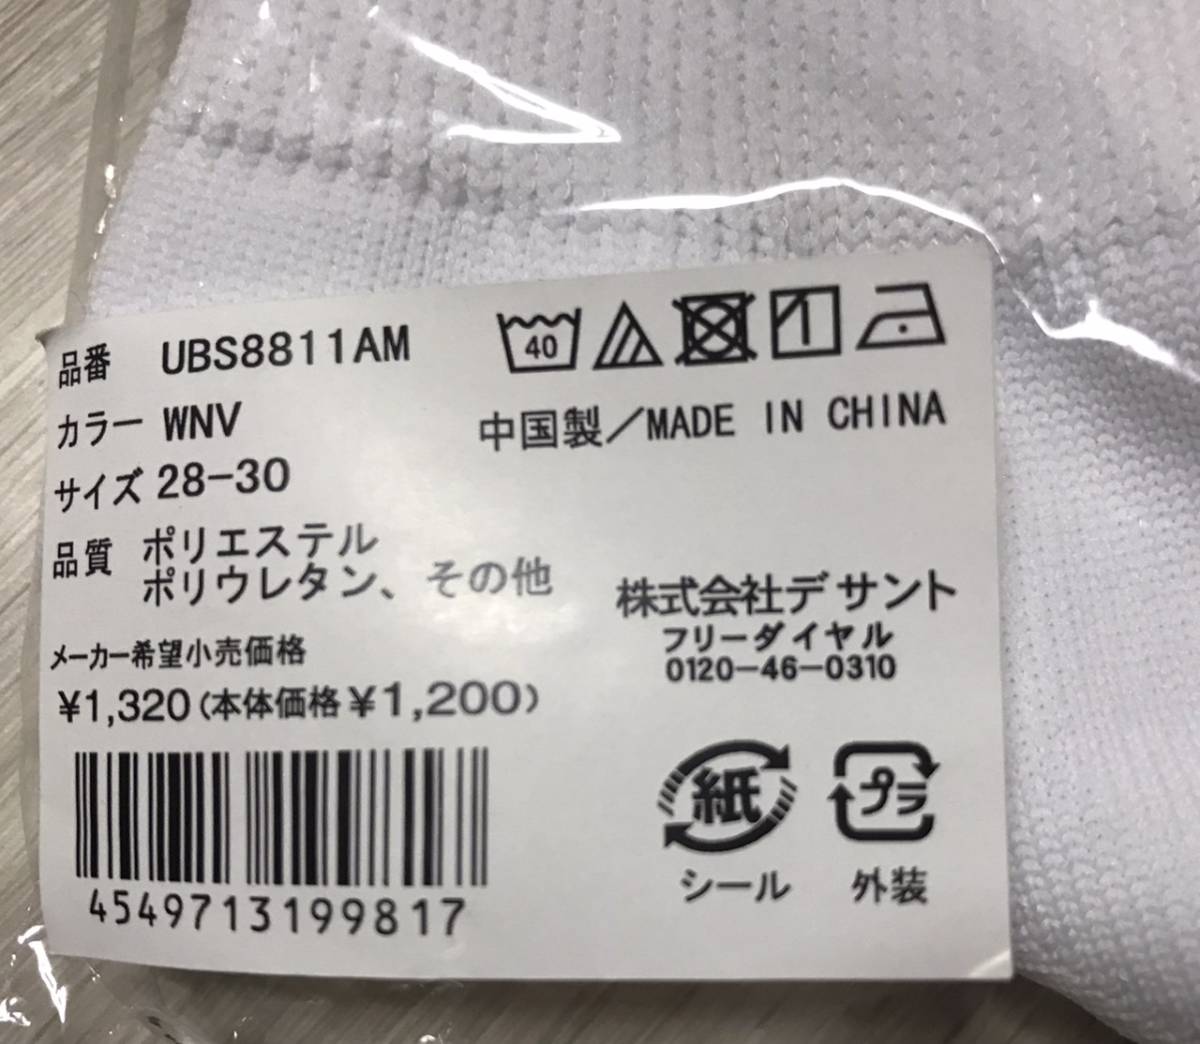 品番 UBS8811AM
カラー WNV
サイズ 28-30
品質 ポリエステル
ポリウレタン、その他
メーカー希望小売価格
¥1,320(本体価格¥1,200)
4549713199817
40
中国製/MADE IN CHINA
株式会社デサント
フリーダイヤル
0120-46-0310
紙
シール
プラ
外装